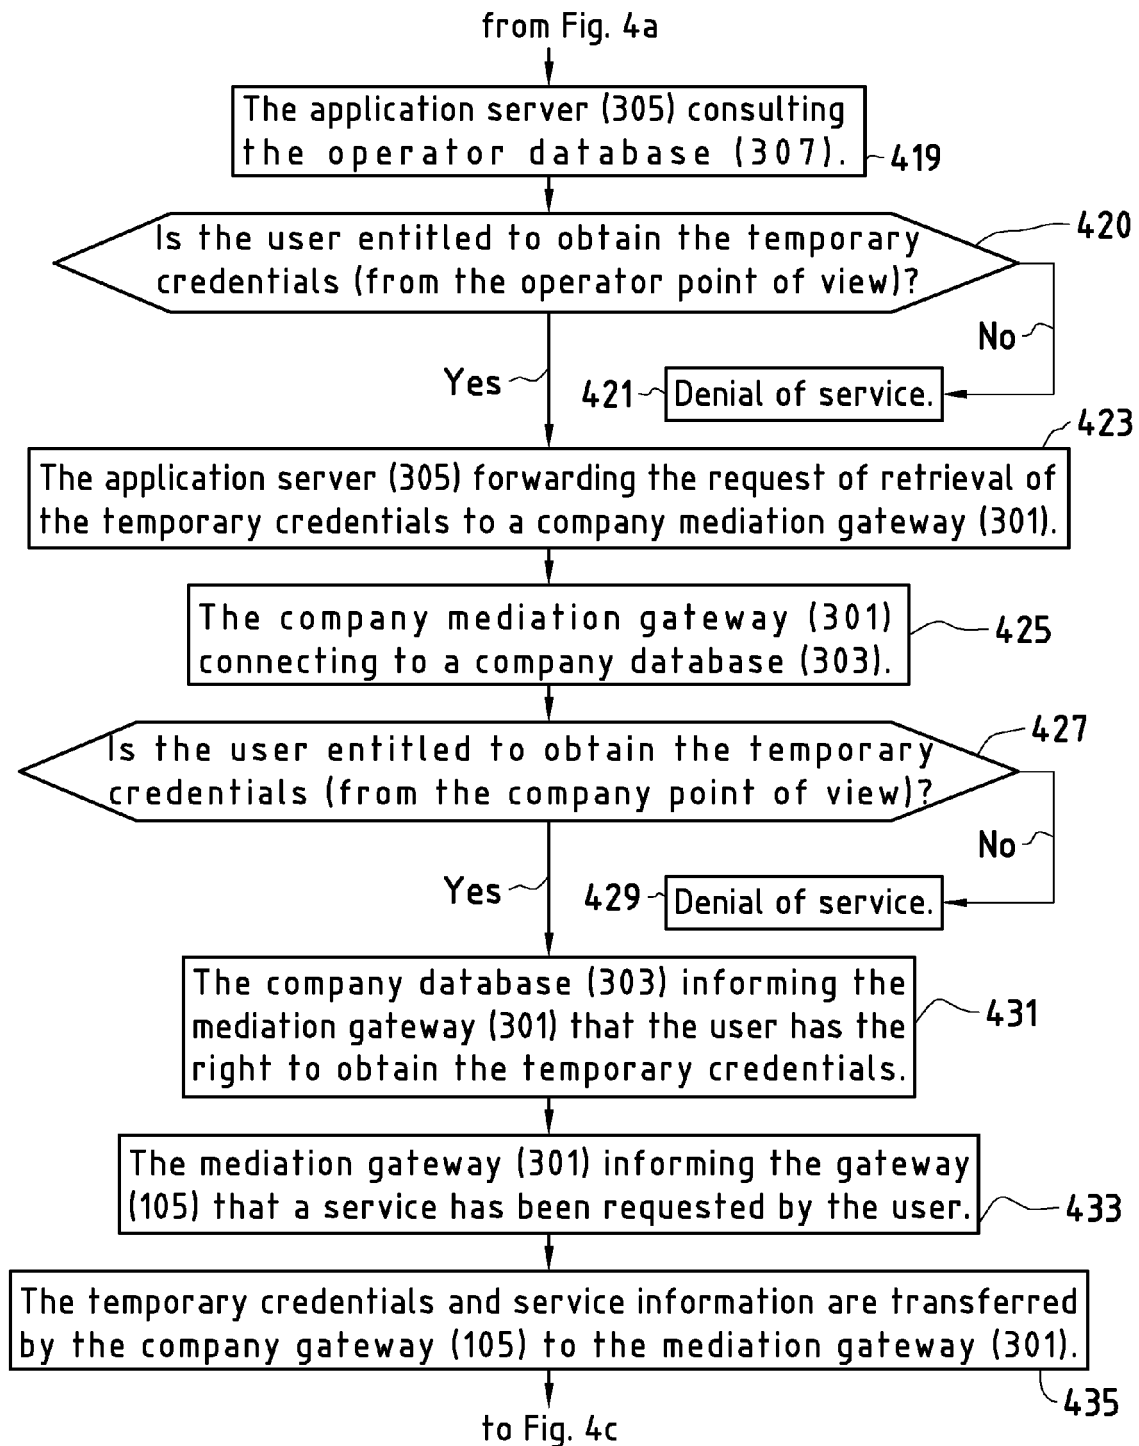 from Fig. 4a
The application server (305) consulting
the operator database (307).
419
Is the user entitled to obtain the temporary
credentials (from the operator point of view)?
420
No
Yes
421
Denial of service.
423
The application server (305) forwarding the request of retrieval of
the temporary credentials to a company mediation gateway (301).
The company mediation gateway (301)
connecting to a company database (303).
425
Is the user entitled to obtain the temporary
credentials (from the company point of view)?
427
No
Yes
429
Denial of service.
The company database (303) informing the
mediation gateway (301) that the user has the
right to obtain the temporary credentials.
431
The mediation gateway (301) informing the gateway
(105) that a service has been requested by the user.
433
The temporary credentials and service information are transferred
by the company gateway (105) to the mediation gateway (301).
435
to Fig. 4c